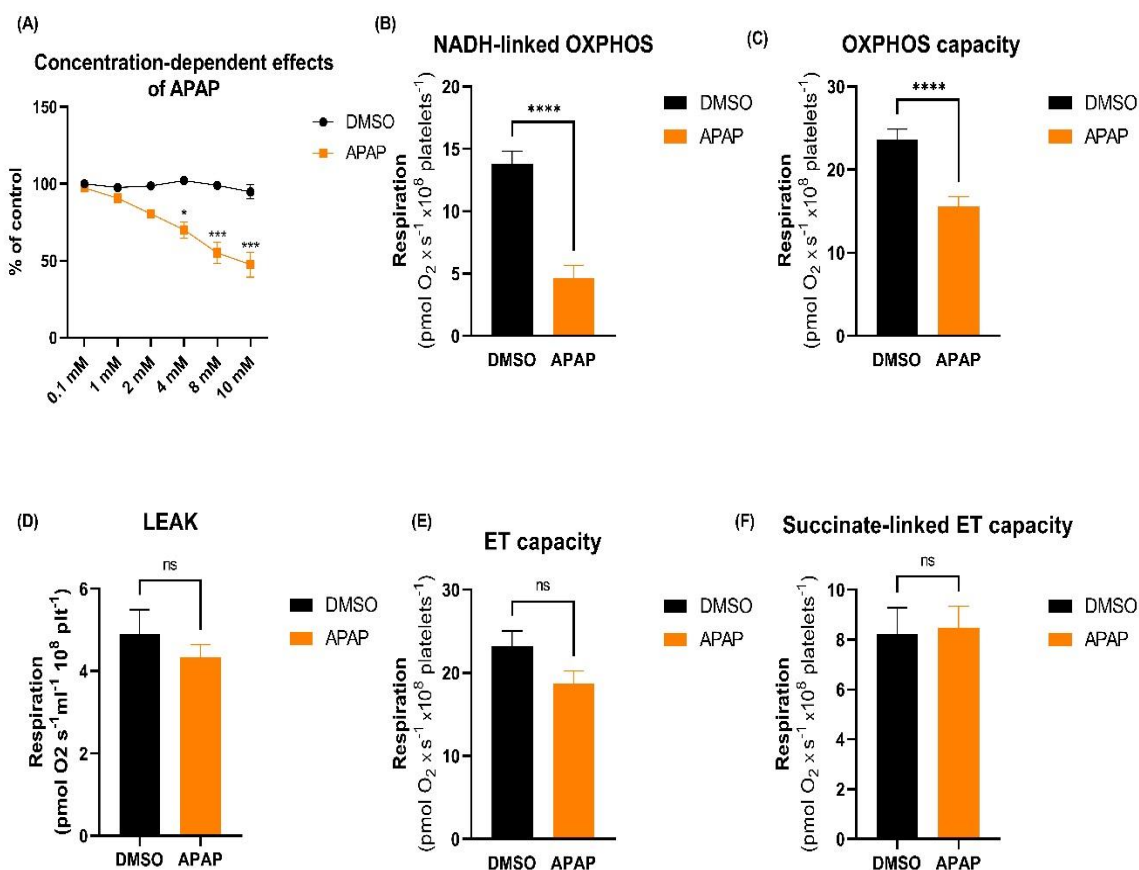 (A)
Concentration-dependent effects
of APAP
% of control
150
100
50
0
0.1 mM
1 mM
2 mM
4 mM
8 mM
10 mM
*
***
***
DMSO
APAP
(B)
NADH-linked OXPHOS
Respiration
(pmol O₂ x s⁻¹ x10⁸ platelets⁻¹)
20
15
10
5
0
****
DMSO
APAP
DMSO
APAP
(C)
OXPHOS capacity
Respiration
(pmol O₂ x s⁻¹ x10⁸ platelets⁻¹)
30
20
10
0
****
DMSO
APAP
DMSO
APAP
(D)
LEAK
Respiration
(pmol O2 s⁻¹ml⁻¹ 10⁸ plt⁻¹)
6
4
2
0
ns
DMSO
APAP
DMSO
APAP
(E)
ET capacity
Respiration
(pmol O₂ x s⁻¹ x10⁸ platelets⁻¹)
30
20
10
0
ns
DMSO
APAP
DMSO
APAP
(F)
Succinate-linked ET capacity
Respiration
(pmol O₂ x s⁻¹ x10⁸ platelets⁻¹)
10
8
6
4
2
0
ns
DMSO
APAP
DMSO
APAP